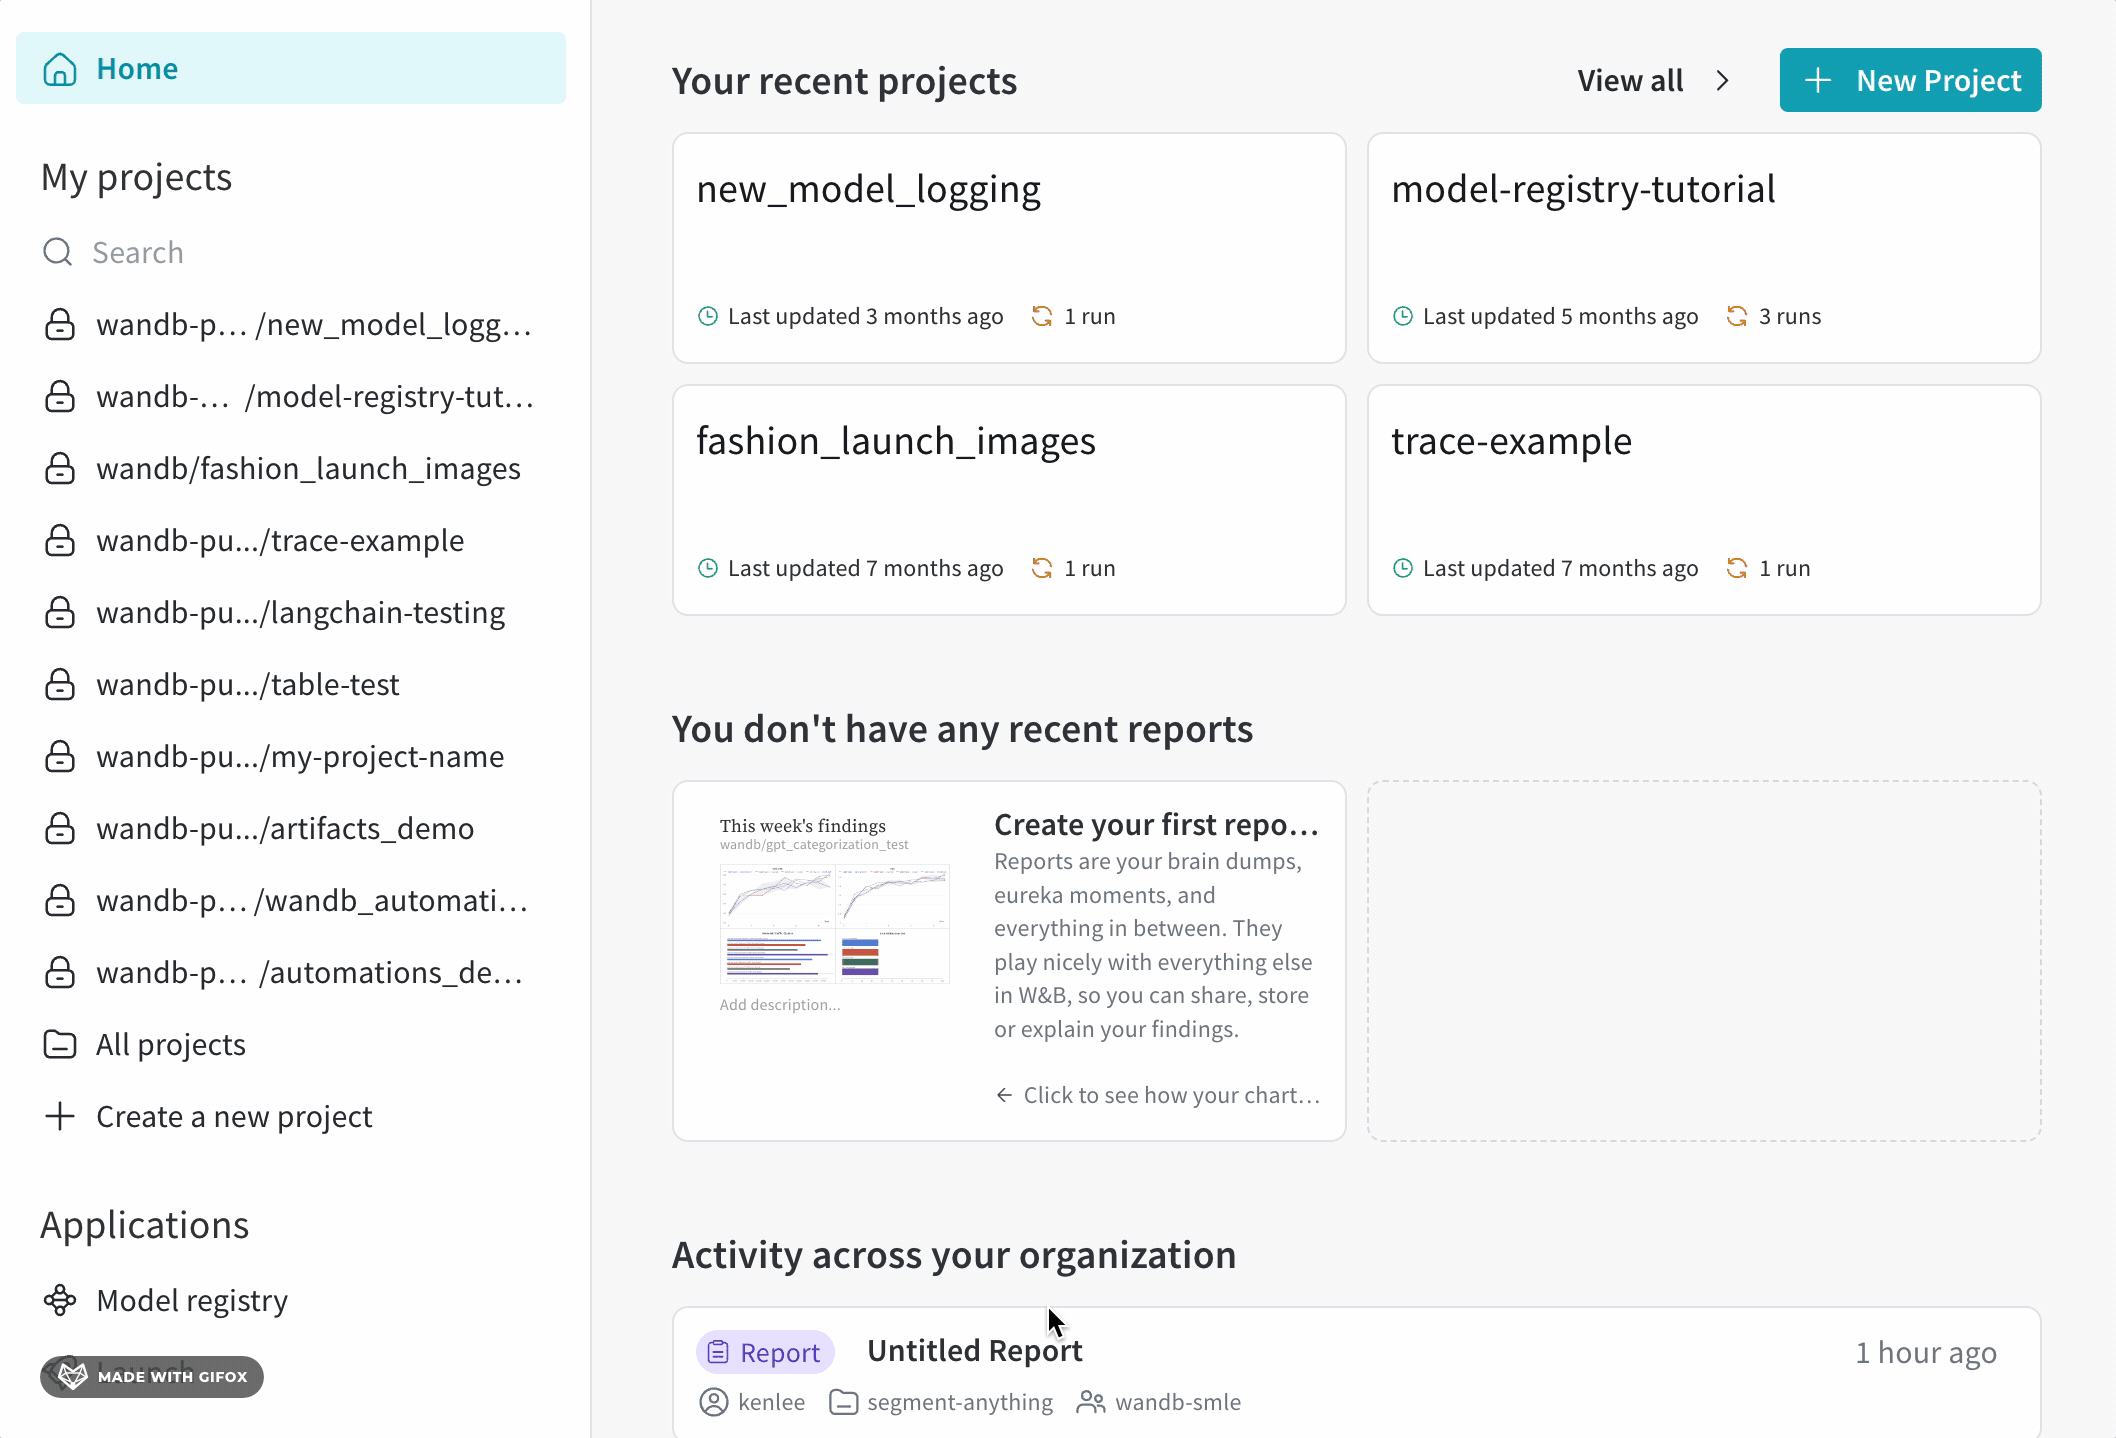 Home
My projects
Search
wandb-p... /new_model_logg...
wandb-... /model-registry-tut...
wandb/fashion_launch_images
wandb-pu.../trace-example
wandb-pu.../langchain-testing
wandb-pu.../table-test
wandb-pu.../my-project-name
wandb-pu.../artifacts_demo
wandb-p... /wandb_automati...
wandb-p... /automations_de...
All projects
Create a new project
Applications
Model registry
Launch
MADE WITH GIFOX
Your recent projects
View all
New Project
new_model_logging
Last updated 3 months ago 1 run
model-registry-tutorial
Last updated 5 months ago 3 runs
fashion_launch_images
Last updated 7 months ago 1 run
trace-example
Last updated 7 months ago 1 run
You don't have any recent reports
This week's findings
wandb/gpt_categorization_test
Add description...
Create your first repo...
Reports are your brain dumps,
eureka moments, and
everything in between. They
play nicely with everything else
in W&B, so you can share, store
or explain your findings.
← Click to see how your chart...
Activity across your organization
Report Untitled Report 1 hour ago
kenlee segment-anything wandb-smle